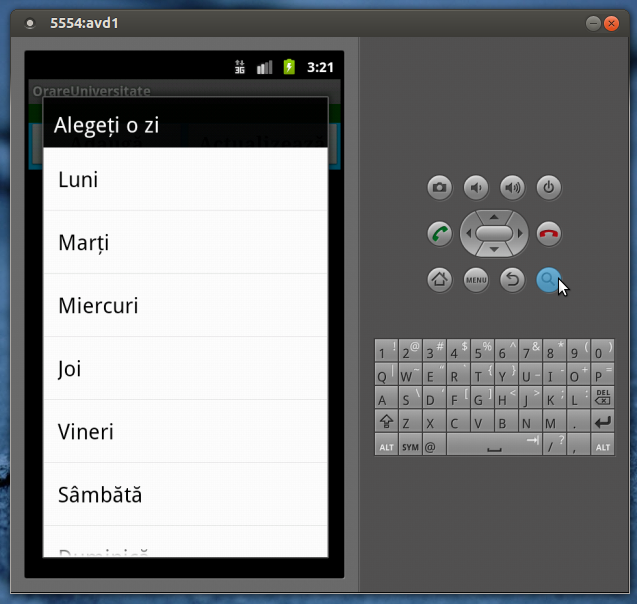 5554:avd1
3G 3:21
OrareUniversitate
Alegeți o zi
Luni
Marți
Miercuri
Joi
Vineri
Sâmbătă
Duminică
MENU
1 ! 2 @ 3 # 4 $ 5 % 6 ^ 7 & 8 * 9 ( 0 )
Q | W ~ E " R ` T { Y } U _ I - O + P =
A S \ D ' F [ G ] H < J > K ; L : DEL
Z X C V B N M .
ALT SYM @ / ? , ALT